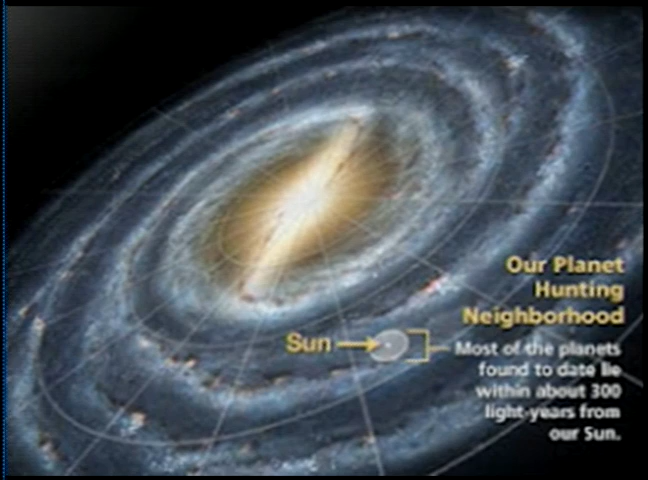 Our Planet
Hunting
Neighborhood
Sun
Most of the planets
found to date lie
within about 300
light-years from
our Sun.